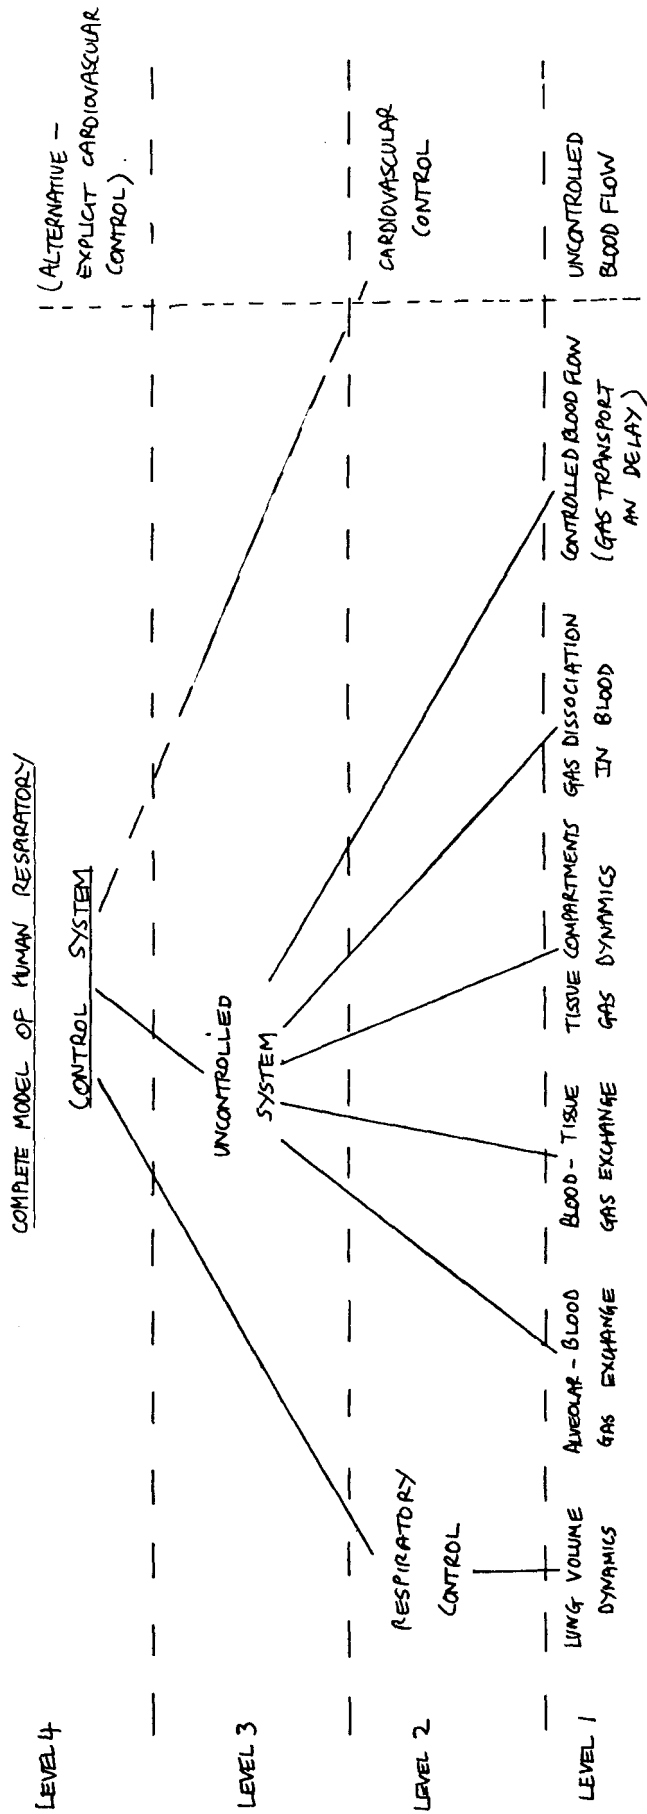 COMPLETE MODEL OF HUMAN RESPIRATORY
CONTROL SYSTEM
(ALTERNATIVE -
EXPLICIT CARDIOVASCULAR
CONTROL).
LEVEL 4
LEVEL 3
UNCONTROLLED
SYSTEM
LEVEL 2
RESPIRATORY
CONTROL
CARDIOVASCULAR
CONTROL
LEVEL 1
LUNG VOLUME
DYNAMICS
ALVEOLAR - BLOOD
GAS EXCHANGE
BLOOD - TISSUE
GAS EXCHANGE
TISSUE COMPARTMENTS
GAS DYNAMICS
GAS DISSOCIATION
IN BLOOD
CONTROLLED BLOOD FLOW
(GAS TRANSPORT
AN DELAY)
UNCONTROLLED
BLOOD FLOW